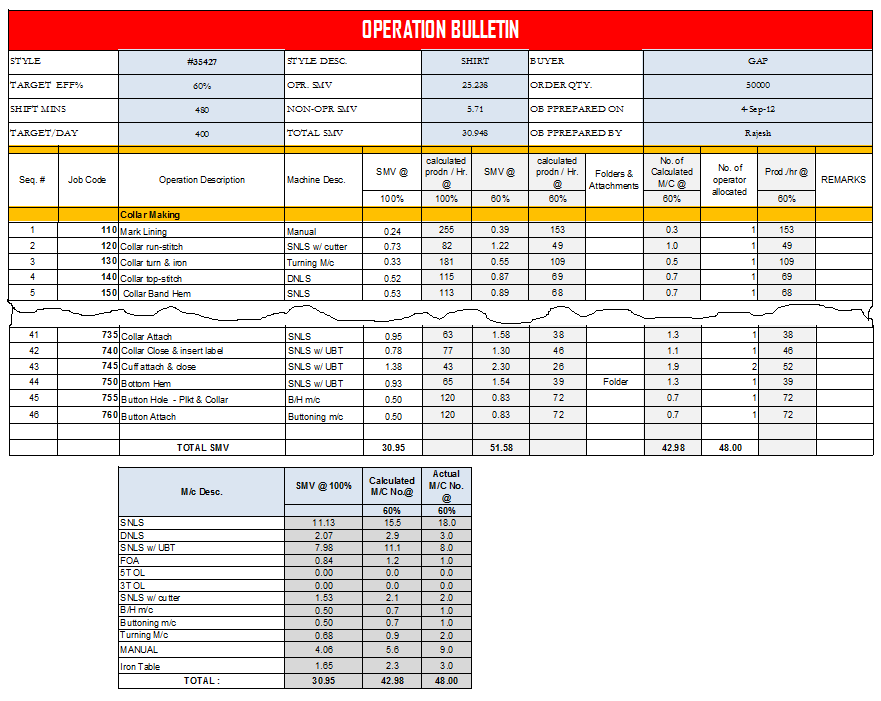 OPERATION BULLETIN
STYLE #35427 STYLE DESC. SHIRT BUYER GAP
TARGET EFF% 60% OPR. SMV 25.238 ORDER QTY. 50000
SHIFT MINS 480 NON-OPR SMV 5.71 OB PPREPARED ON 4-Sep-12
TARGET/DAY 400 TOTAL SMV 30.948 OB PPREPARED BY Rajesh
Seq. # Job Code Operation Description Machine Desc. SMV @ calculated prodn / Hr. @ SMV @ calculated prodn / Hr. @ Folders & Attachments No. of Calculated M/C @ No. of operator allocated Prod./hr @ REMARKS
100% 100% 60% 60% 60% 60%
Collar Making
1 110 Mark Lining Manual 0.24 255 0.39 153 0.3 1 153
2 120 Collar run-stitch SNLS w/ cutter 0.73 82 1.22 49 1.0 1 49
3 130 Collar turn & iron Turning M/c 0.33 181 0.55 109 0.5 1 109
4 140 Collar top-stitch DNLS 0.52 115 0.87 69 0.7 1 69
5 150 Collar Band Hem SNLS 0.53 113 0.89 68 0.7 1 68
41 735 Collar Attach SNLS 0.95 63 1.58 38 1.3 1 38
42 740 Collar Close & insert label SNLS w/ UBT 0.78 77 1.30 46 1.1 1 46
43 745 Cuff attach & close SNLS w/ UBT 1.38 43 2.30 26 1.9 2 52
44 750 Bottom Hem SNLS w/ UBT 0.93 65 1.54 39 Folder 1.3 1 39
45 755 Button Hole - Plkt & Collar B/H m/c 0.50 120 0.83 72 0.7 1 72
46 760 Button Attach Buttoning m/c 0.50 120 0.83 72 0.7 1 72
TOTAL SMV 30.95 51.58 42.98 48.00
M/c Desc. SMV @ 100% Calculated M/C No.@ Actual M/C No. @
60% 60%
SNLS 11.13 15.5 18.0
DNLS 2.07 2.9 3.0
SNLS w/ UBT 7.98 11.1 8.0
FOA 0.84 1.2 1.0
5T OL 0.00 0.0 0.0
3T OL 0.00 0.0 0.0
SNLS w/ cutter 1.53 2.1 2.0
B/H m/c 0.50 0.7 1.0
Buttoning m/c 0.50 0.7 1.0
Turning M/c 0.68 0.9 2.0
MANUAL 4.06 5.6 9.0
Iron Table 1.65 2.3 3.0
TOTAL : 30.95 42.98 48.00